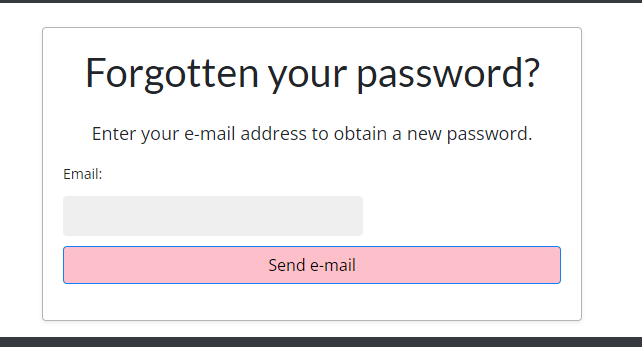 Forgotten your password?
Enter your e-mail address to obtain a new password.
Email:
Send e-mail